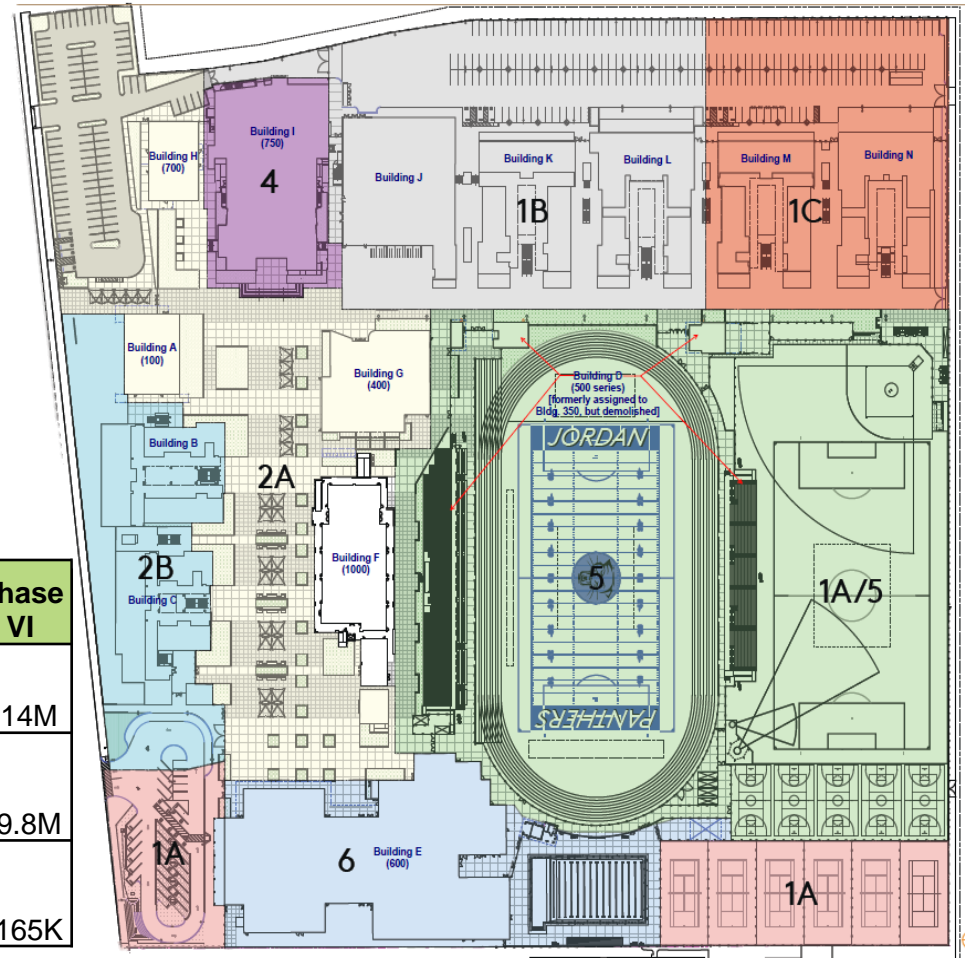 Building I
(750)
4
Building H
(700)
Building J
Building K
Building L
1B
Building M
Building N
1C
Building A
(100)
Building G
(400)
Building D
(500 series)
[formerly assigned to
Bldg. 350, but demolished]
JORDAN
Building B
2A
Building F
(1000)
2B
Building C
5
1A/5
PANTHERS
hase
VI
14M
9.8M
165K
1A
6
Building E
(600)
1A